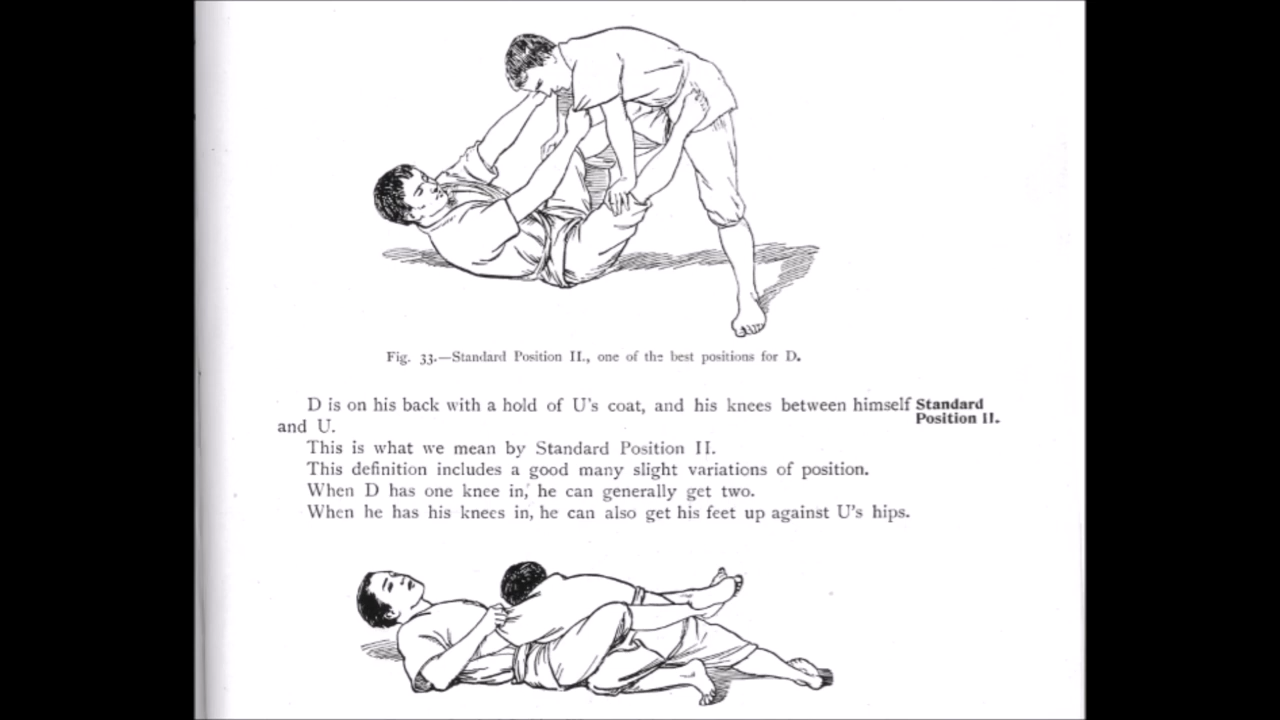 Fig. 33.—Standard Position II., one of the best positions for D.
D is on his back with a hold of U's coat, and his knees between himself
and U.
Standard
Position II.
This is what we mean by Standard Position II.
This definition includes a good many slight variations of position.
When D has one knee in, he can generally get two.
When he has his knees in, he can also get his feet up against U's hips.